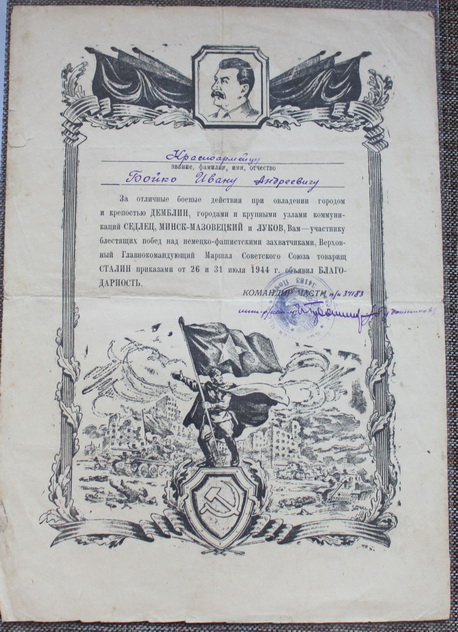 Красноармейцу
звание, фамилия, имя, отчество
Бойко Ивану Андреевичу
За отличные боевые действия при овладении городом
и крепостью ДЕМБЛИН, городами и крупными узлами комму­ни-
каций СЕДЛЕЦ, МИНСК-МАЗОВЕЦКИЙ и ЛУКОВ, Вам—участнику
блестящих побед над немецко-фашистскими захватчиками, Верхов-
ный Главнокомандующий Маршал Советского Союза товарищ
СТАЛИН приказами от 26 и 31 июля 1944 г. объявил БЛАГО-
ДАРНОСТЬ.
КОМАНДИР ЧАСТИ п/п